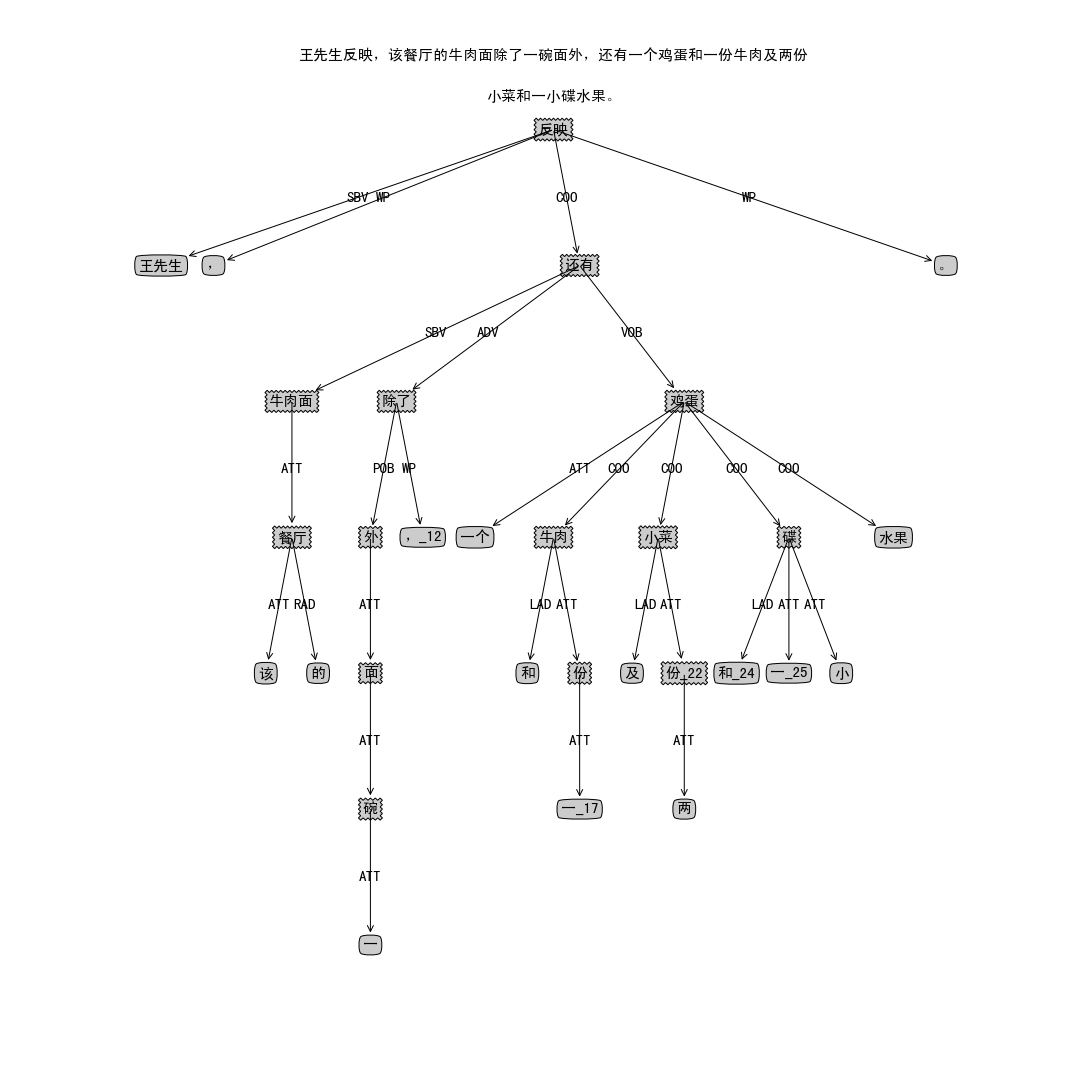 王先生反映，该餐厅的牛肉面除了一碗面外，还有一个鸡蛋和一份牛肉及两份
小菜和一小碟水果。
反映
SBV WP COO WP
王先生 ， 还有 。
SBV ADV VOB
牛肉面 除了 鸡蛋
ATT POB WP ATT COO COO COO COO
餐厅 外 ，_12 一个 牛肉 小菜 碟 水果
ATT RAD ATT LAD ATT LAD ATT LAD ATT ATT
该 的 面 和 份 及 份_22 和_24 一_25 小
ATT ATT ATT
碗 一_17 两
ATT
一